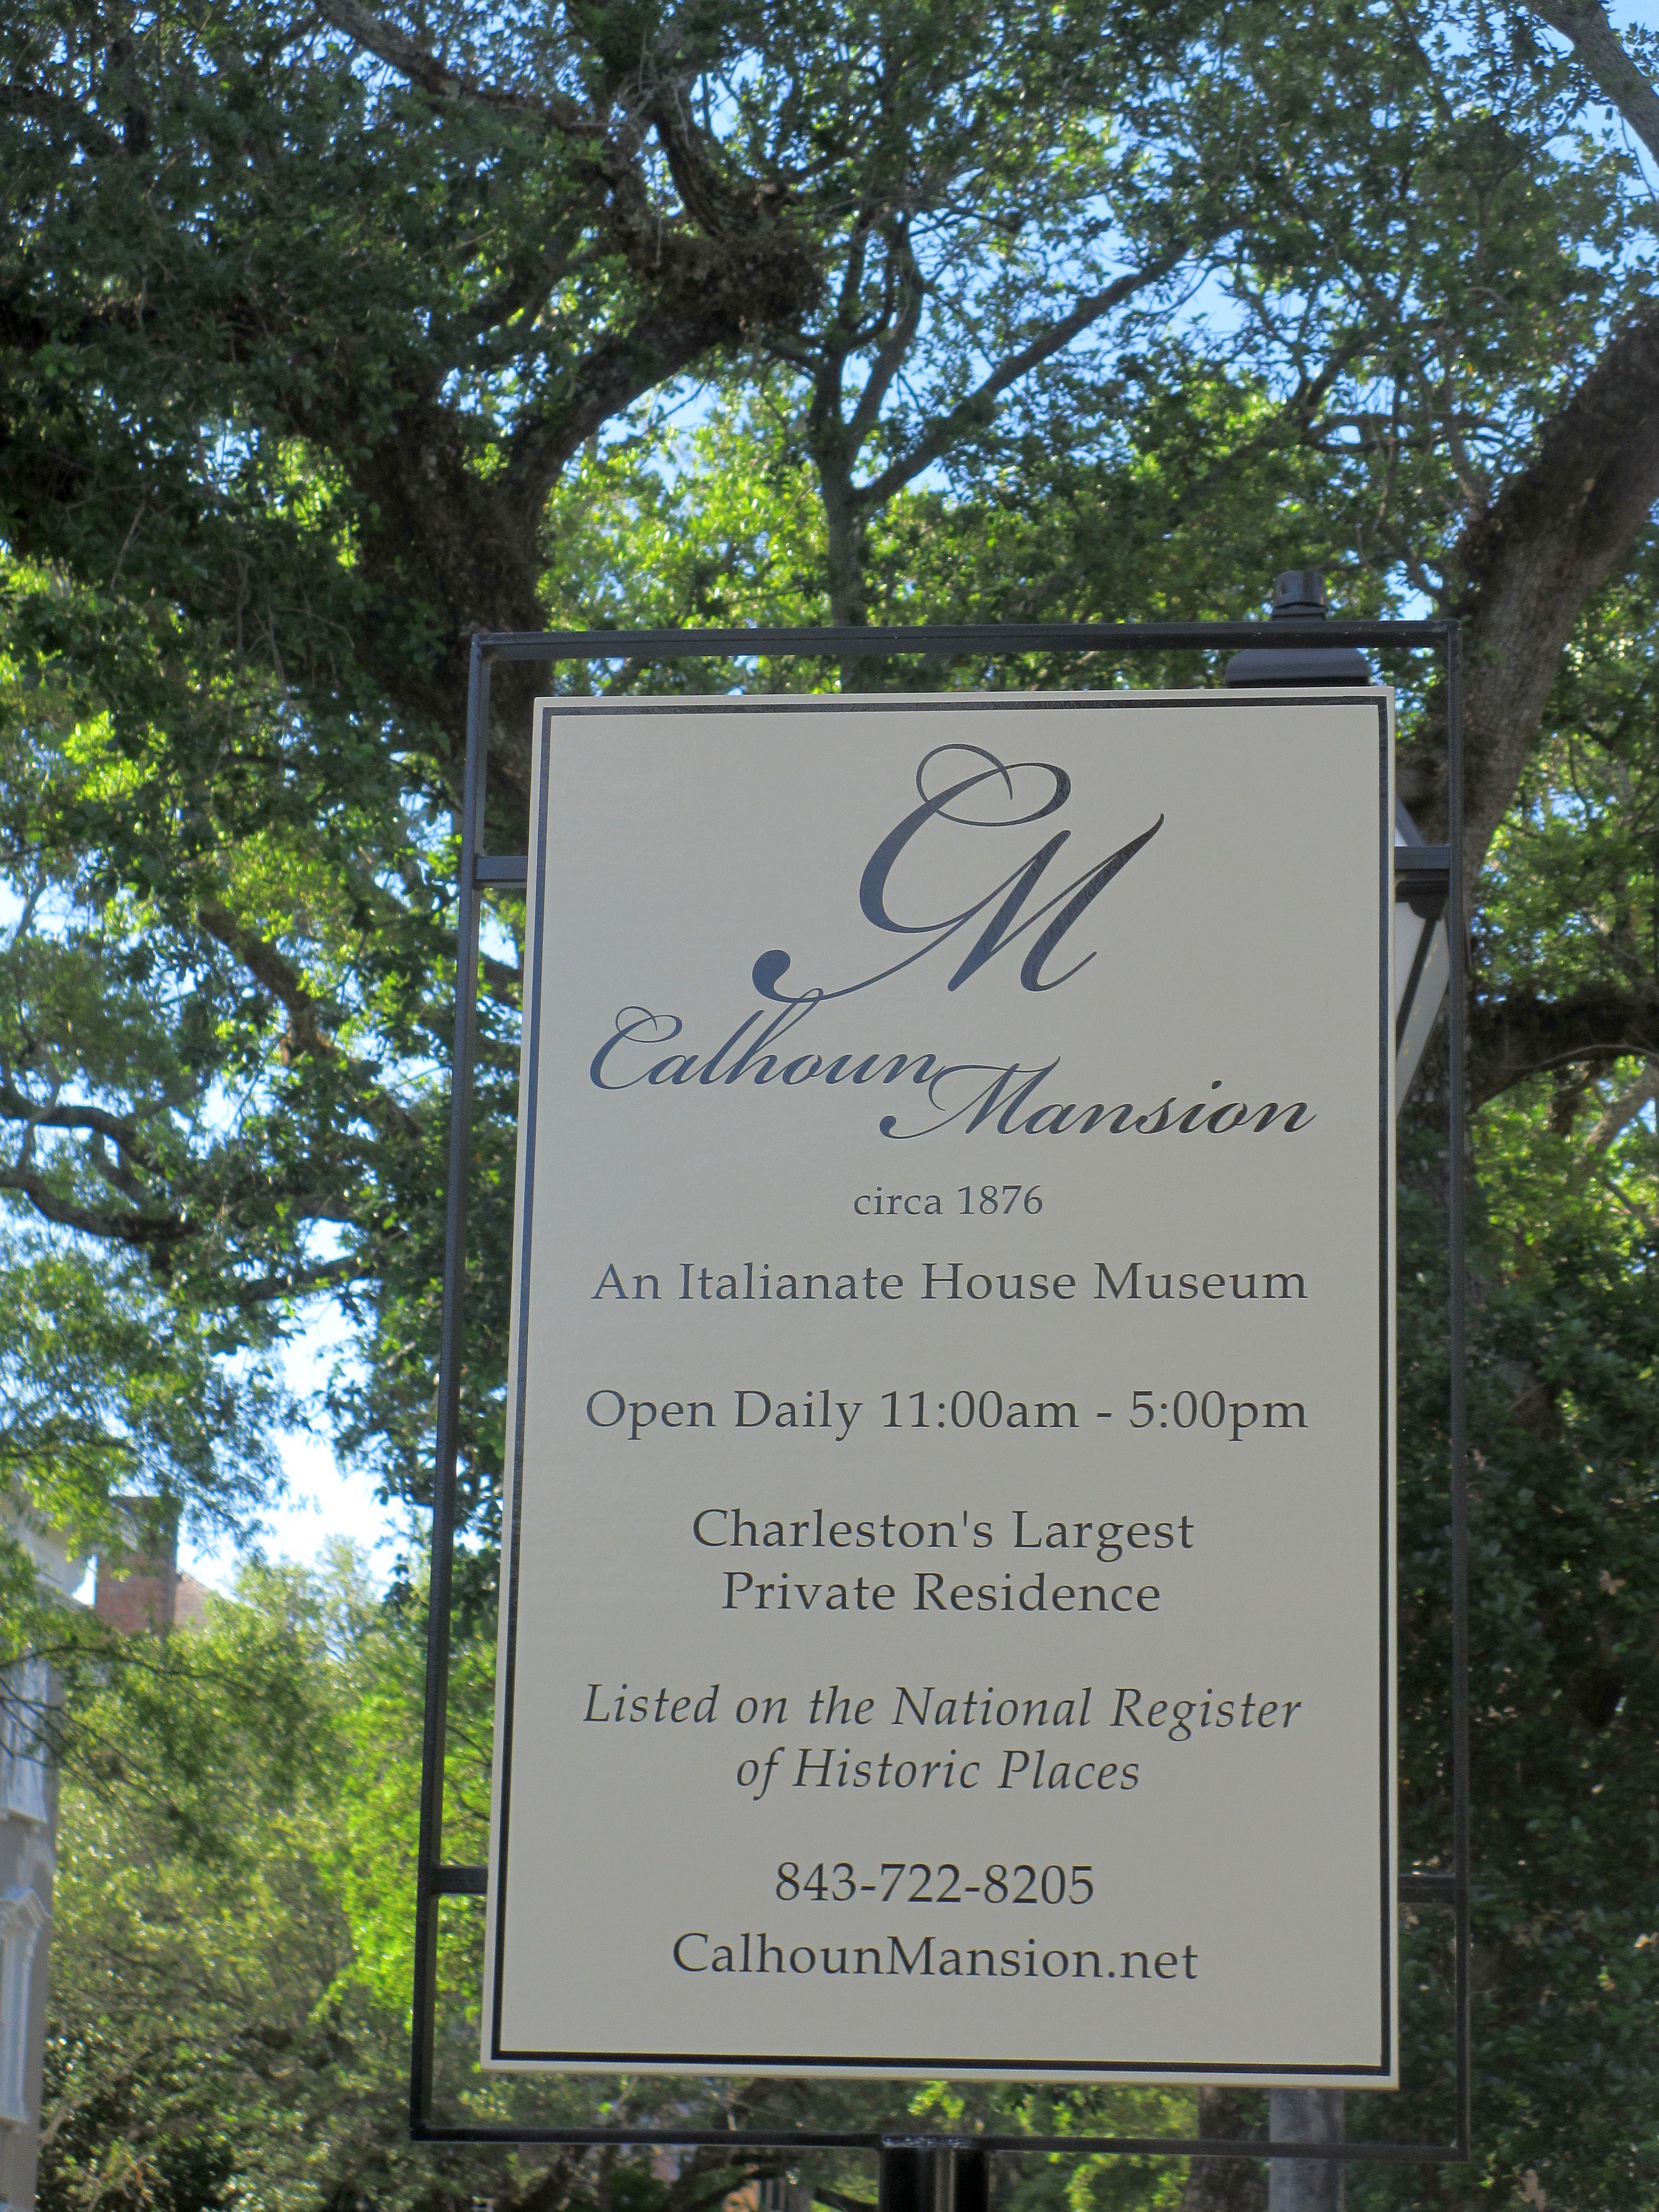 CM
Calhoun
Mansion
circa 1876
An Italianate House Museum
Open Daily 11:00am - 5:00pm
Charleston's Largest
Private Residence
Listed on the National Register
of Historic Places
843-722-8205
CalhounMansion.net